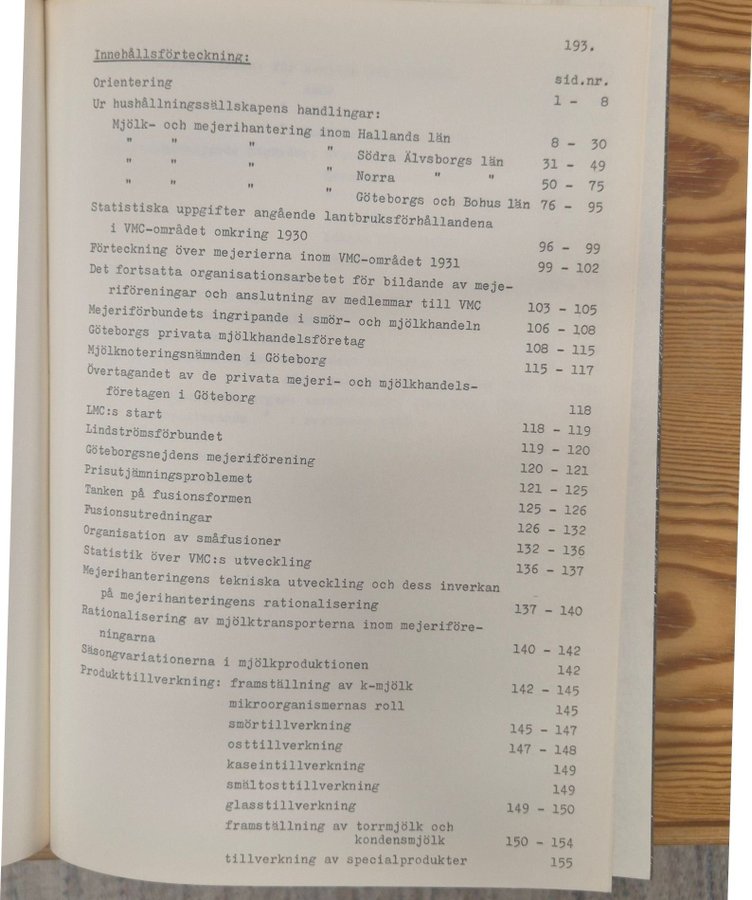 193.
Innehållsförteckning:
sid.nr.
Orientering 1 - 8
Ur hushållningssällskapens handlingar:
Mjölk- och mejerihantering inom Hallands län 8 - 30
" " " " Södra Älvsborgs län 31 - 49
" " " " Norra " " 50 - 75
" " " " Göteborgs och Bohus län 76 - 95
Statistiska uppgifter angående lantbruksförhållandena
i VMC-området omkring 1930 96 - 99
Förteckning över mejerierna inom VMC-området 1931 99 - 102
Det fortsatta organisationsarbetet för bildande av meje-
riföreningar och anslutning av medlemmar till VMC 103 - 105
Mejeriförbundets ingripande i smör- och mjölkhandeln 106 - 108
Göteborgs privata mjölkhandelsföretag 108 - 115
Mjölknoteringsnämnden i Göteborg 115 - 117
Övertagandet av de privata mejeri- och mjölkhandels-
företagen i Göteborg 118
LMC:s start 118 - 119
Lindströmsförbundet 119 - 120
Göteborgsnejdens mejeriförening 120 - 121
Prisutjämningsproblemet 121 - 125
Tanken på fusionsformen 125 - 126
Fusionsutredningar 126 - 132
Organisation av småfusioner 132 - 136
Statistik över VMC:s utveckling 136 - 137
Mejerihanteringens tekniska utveckling och dess inverkan
på mejerihanteringens rationalisering 137 - 140
Rationalisering av mjölktransporterna inom mejeriföre-
ningarna 140 - 142
Säsongvariationerna i mjölkproduktionen 142
Produkttillverkning: framställning av k-mjölk 142 - 145
mikroorganismernas roll 145
smörtillverkning 145 - 147
osttillverkning 147 - 148
kaseintillverkning 149
smältosttillverkning 149
glasstillverkning 149 - 150
framställning av torrmjölk och
kondensmjölk 150 - 154
tillverkning av specialprodukter 155